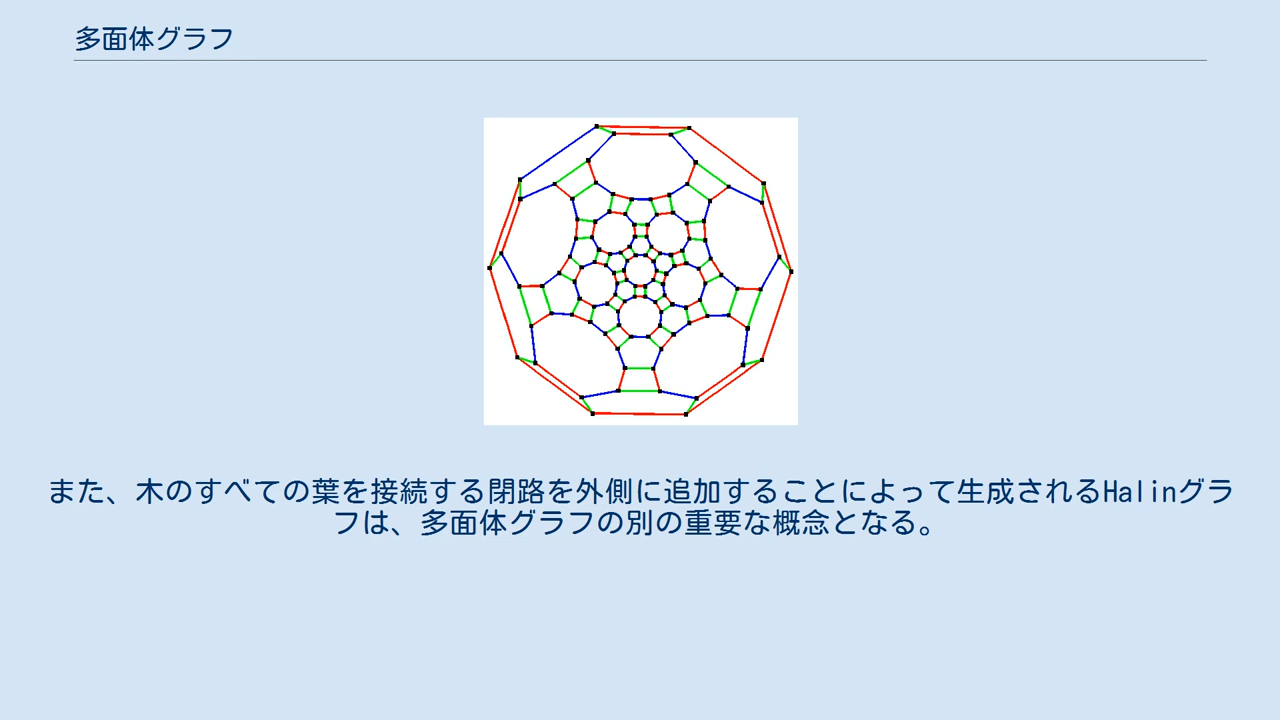 多面体グラフ
また、木のすべての葉を接続する閉路を外側に追加することによって生成されるHalinグラ
フは、多面体グラフの別の重要な概念となる。